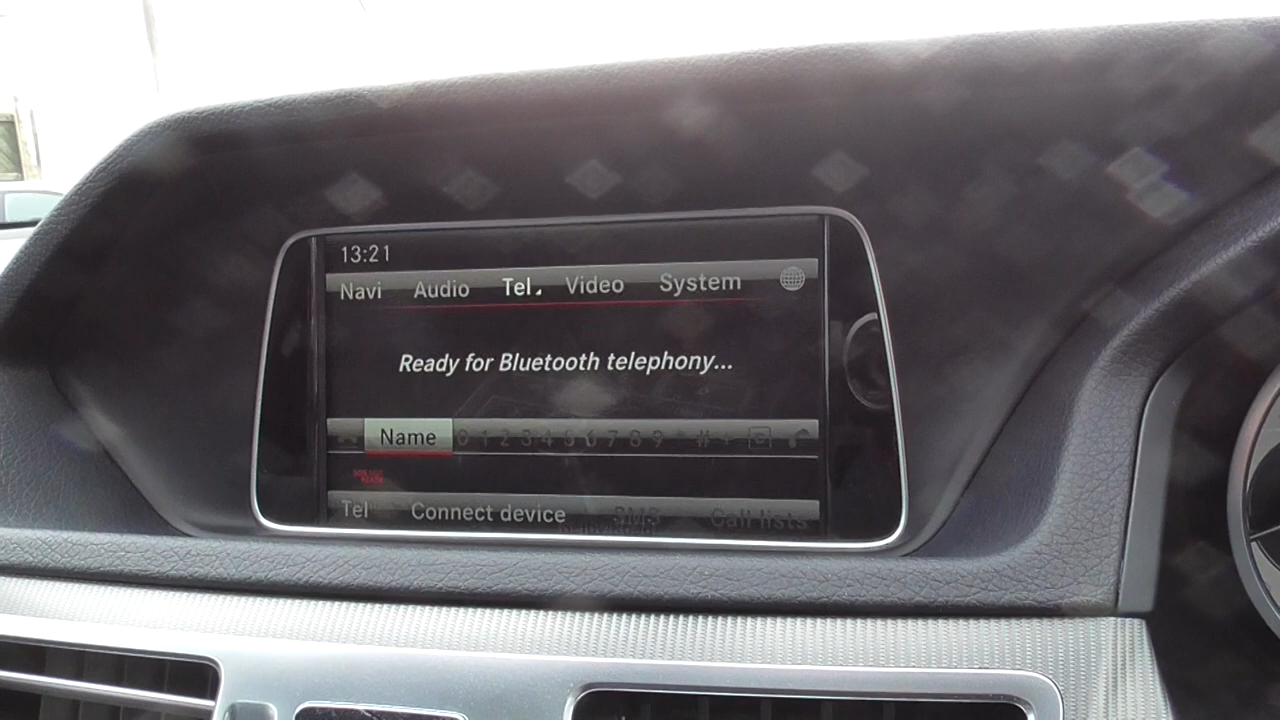 13:21
Navi Audio Tel Video System
Ready for Bluetooth telephony...
Name 0 1 2 3 4 5 6 7 8 9 * # +
Tel Connect device SMS Call lists